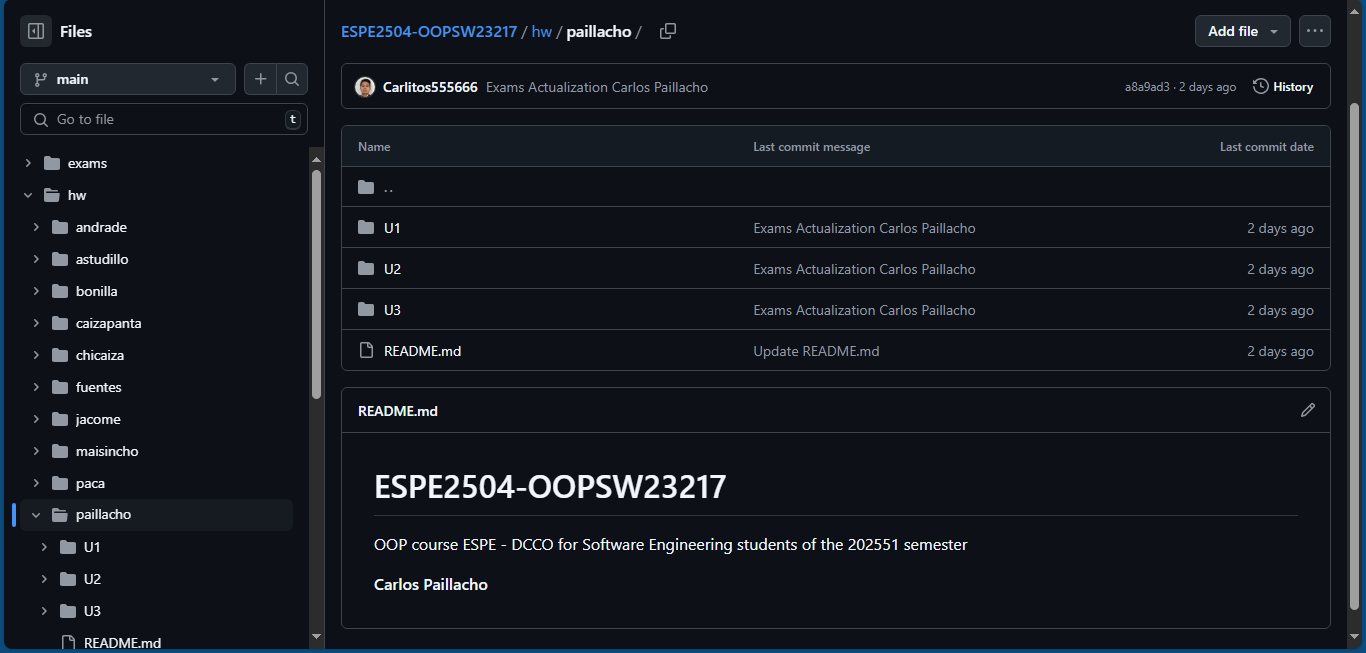 Files
main
Go to file
t
exams
hw
andrade
astudillo
bonilla
caizapanta
chicaiza
fuentes
jacome
maisincho
paca
paillacho
U1
U2
U3
README.md
ESPE2504-OOPSW23217 / hw / paillacho /
Add file
Carlitos555666 Exams Actualization Carlos Paillacho
a8a9ad3 · 2 days ago
History
Name Last commit message Last commit date
..
U1 Exams Actualization Carlos Paillacho 2 days ago
U2 Exams Actualization Carlos Paillacho 2 days ago
U3 Exams Actualization Carlos Paillacho 2 days ago
README.md Update README.md 2 days ago
README.md
ESPE2504-OOPSW23217
OOP course ESPE - DCCO for Software Engineering students of the 202551 semester
Carlos Paillacho